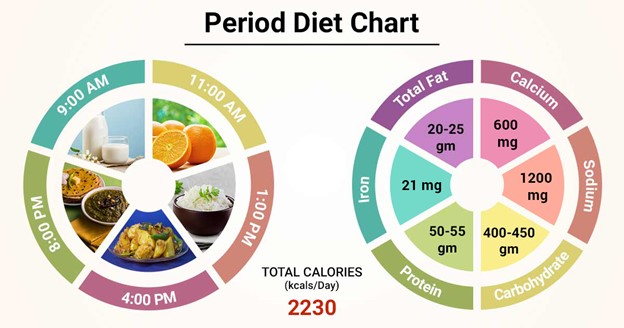 Period Diet Chart
9:00 AM
11:00 AM
1:00 PM
4:00 PM
8:00 PM
TOTAL CALORIES
(kcals/Day)
2230
Total Fat
20-25
gm
Calcium
600
mg
Sodium
1200
mg
Carbohydrate
400-450
gm
Protein
50-55
gm
Iron
21 mg